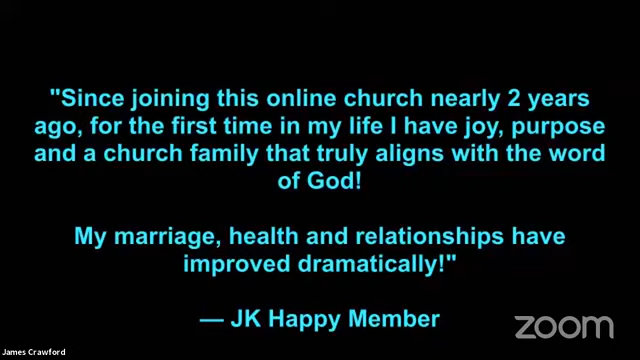 "Since joining this online church nearly 2 years
ago, for the first time in my life I have joy, purpose
and a church family that truly aligns with the word
of God!
My marriage, health and relationships have
improved dramatically!"
— JK Happy Member
zoom
James Crawford